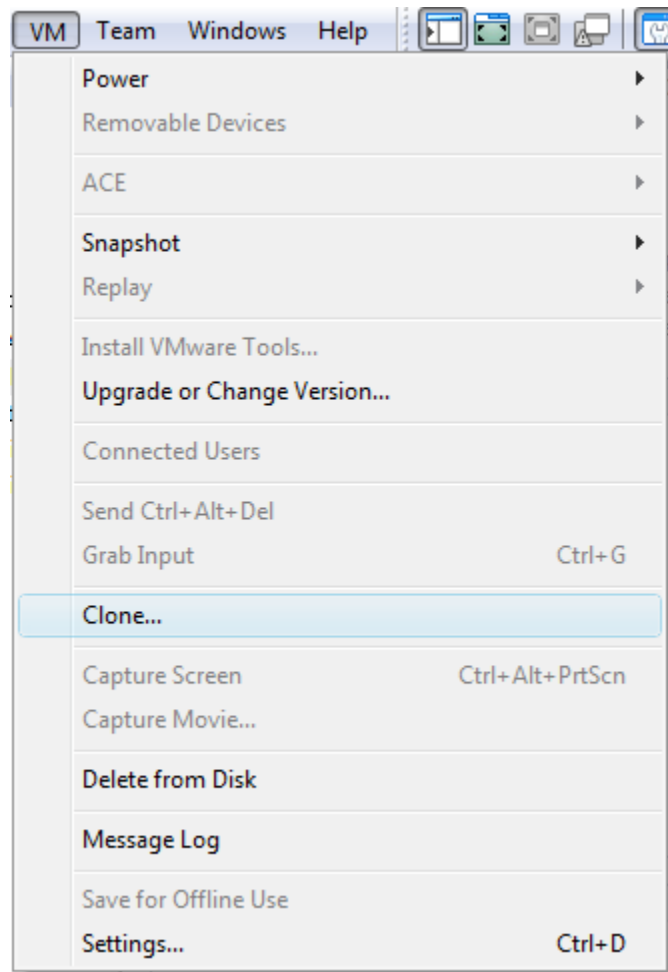 VM Team Windows Help
Power
Removable Devices
ACE
Snapshot
Replay
Install VMware Tools...
Upgrade or Change Version...
Connected Users
Send Ctrl+Alt+Del
Grab Input Ctrl+G
Clone...
Capture Screen Ctrl+Alt+PrtScn
Capture Movie...
Delete from Disk
Message Log
Save for Offline Use
Settings... Ctrl+D